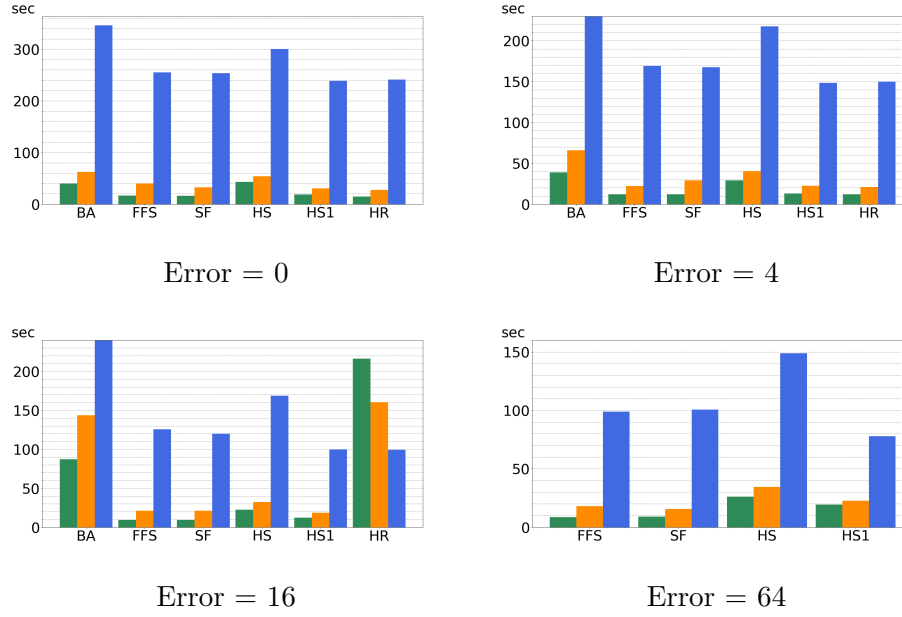 sec
300
200
100
0
BA FFS SF HS HS1 HR
Error = 0
sec
200
150
100
50
0
BA FFS SF HS HS1 HR
Error = 4
sec
200
150
100
50
0
BA FFS SF HS HS1 HR
Error = 16
sec
150
100
50
0
FFS SF HS HS1
Error = 64